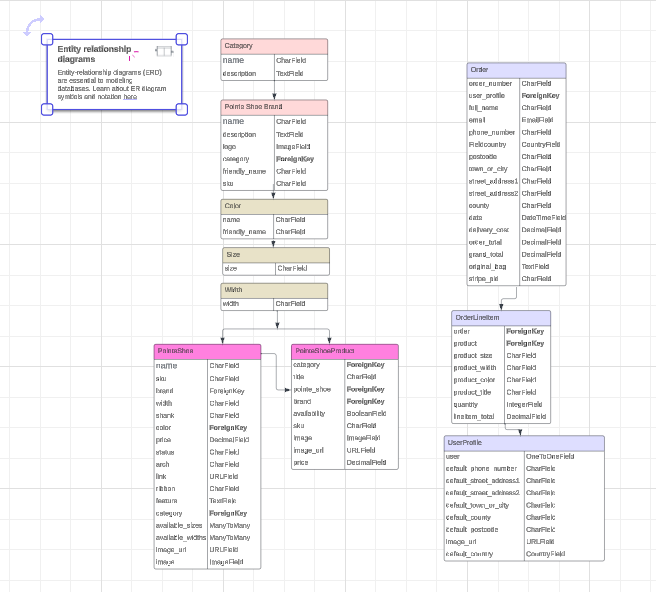 Entity relationship
diagrams
Entity-relationship diagrams (ERD)
are essential to modeling
databases. Learn about ER diagram
symbols and notation here
Category
name CharField
description TextField
Pointe Shoe Brand
name CharField
description TextField
logo ImageField
category ForeignKey
friendly_name CharField
sku CharField
Color
name CharField
friendly_name CharField
Size
size CharField
Width
width CharField
PointeShoe
name CharField
sku CharField
brand ForeignKey
width CharField
shank CharField
color ForeignKey
price DecimalField
status CharField
arch CharField
link URLField
ribbon CharField
feature TextField
category ForeignKey
available_sizes ManyToMany
available_widths ManyToMany
image_url URLField
image ImageField
PointeShoeProduct
category ForeignKey
title CharField
pointe_shoe ForeignKey
brand ForeignKey
availability BooleanField
sku CharField
image ImageField
image_url URLField
price DecimalField
Order
order_number CharField
user_profile ForeignKey
full_name CharField
email EmailField
phone_number CharField
Fieldcountry CountryField
postcode CharField
town_or_city CharField
street_address1 CharField
street_address2 CharField
county CharField
date DateTimeField
delivery_cost DecimalField
order_total DecimalField
grand_total DecimalField
original_bag TextField
stripe_pid CharField
OrderLineItem
order ForeignKey
product ForeignKey
product_size CharField
product_width CharField
product_color CharField
product_title CharField
quantity IntegerField
lineitem_total DecimalField
UserProfile
user OneToOneField
default_phone_number CharField
default_street_address1 CharField
default_street_address2 CharField
default_town_or_city CharField
default_county CharField
default_postcode CharField
image_url URLField
default_country CountryField